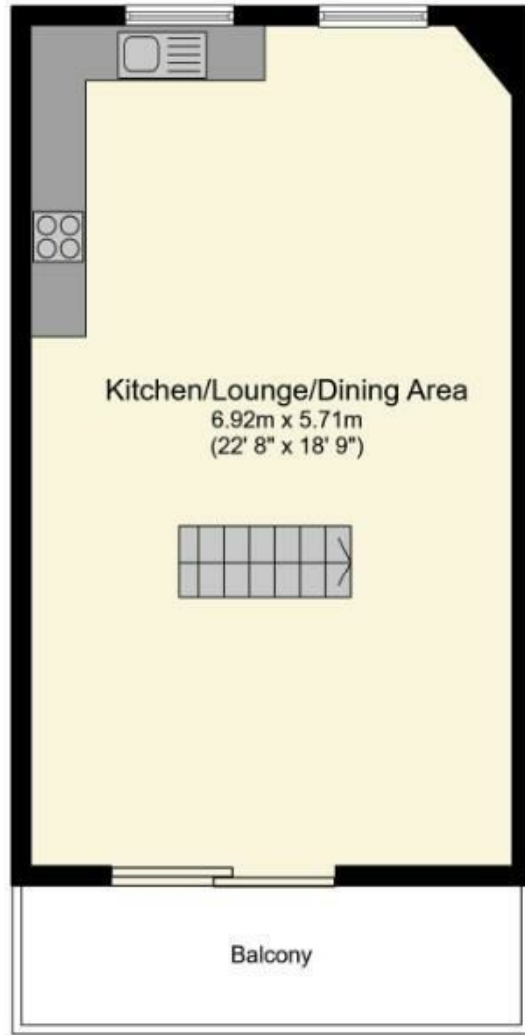 Kitchen/Lounge/Dining Area
6.92m x 5.71m
(22' 8" x 18' 9")
Balcony